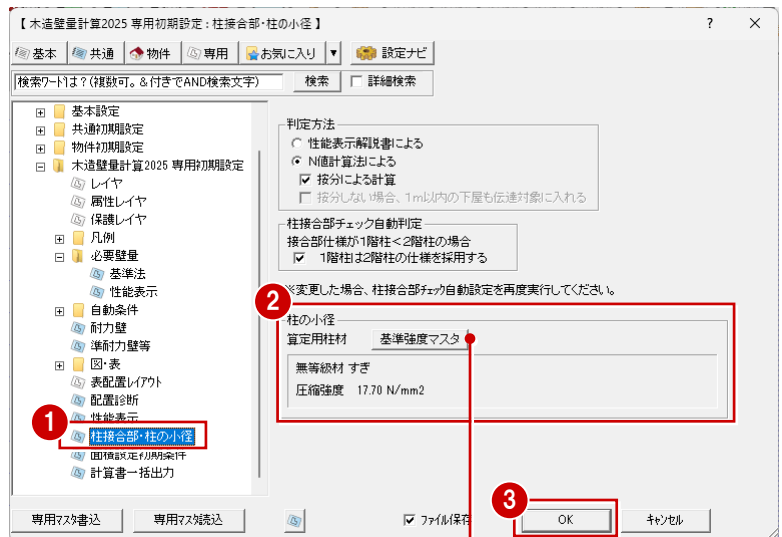 【 木造壁量計算2025 専用初期設定 : 柱接合部・柱の小径 】
基本 共通 物件 専用 お気に入り 設定ナビ
検索ワードは？(複数可。＆付きでAND検索文字) 検索 詳細検索
基本設定
共通初期設定
物件初期設定
木造壁量計算2025 専用初期設定
レイヤ
属性レイヤ
保護レイヤ
凡例
必要壁量
基準法
性能表示
自動条件
耐力壁
準耐力壁等
図・表
表配置レイアウト
配置診断
性能表示
柱接合部・柱の小径
面積設定初期条件
計算書一括出力
判定方法
性能表示解説書による
N値計算法による
按分による計算
按分しない場合、1m以内の下屋も伝達対象に入れる
柱接合部チェック自動判定
接合部仕様が1階柱＜2階柱の場合
1階柱は2階柱の仕様を採用する
※変更した場合、柱接合部チェック自動設定を再度実行してください。
柱の小径
算定用柱材 基準強度マスタ
無等級材 すぎ
圧縮強度 17.70 N/mm2
1
2
3
専用マスタ書込 専用マスタ読込 ファイル保存 OK キャンセル